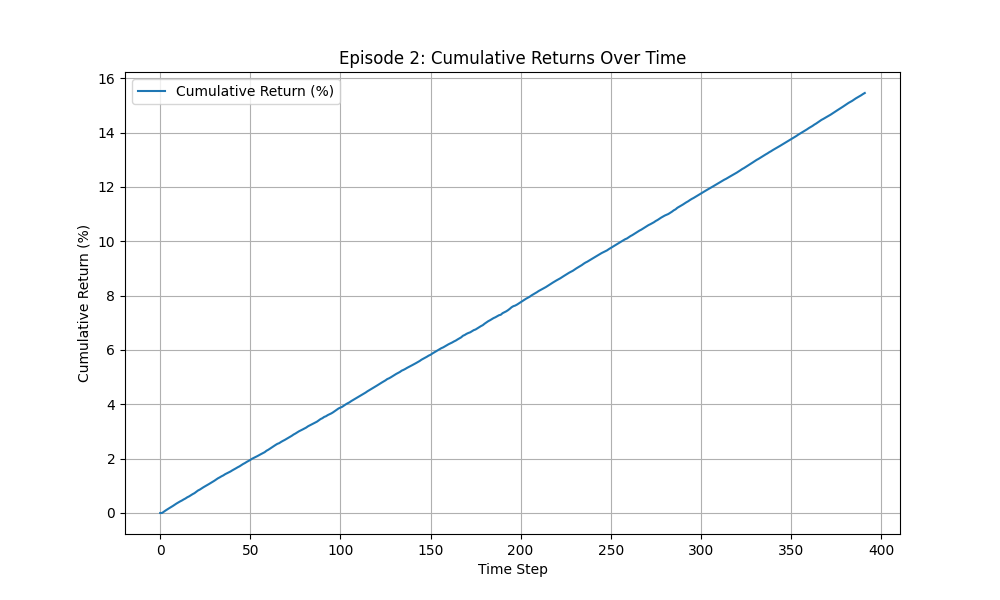 Episode 2: Cumulative Returns Over Time
Cumulative Return (%)
Cumulative Return (%)
16
14
12
10
8
6
4
2
0
0 50 100 150 200 250 300 350 400
Time Step